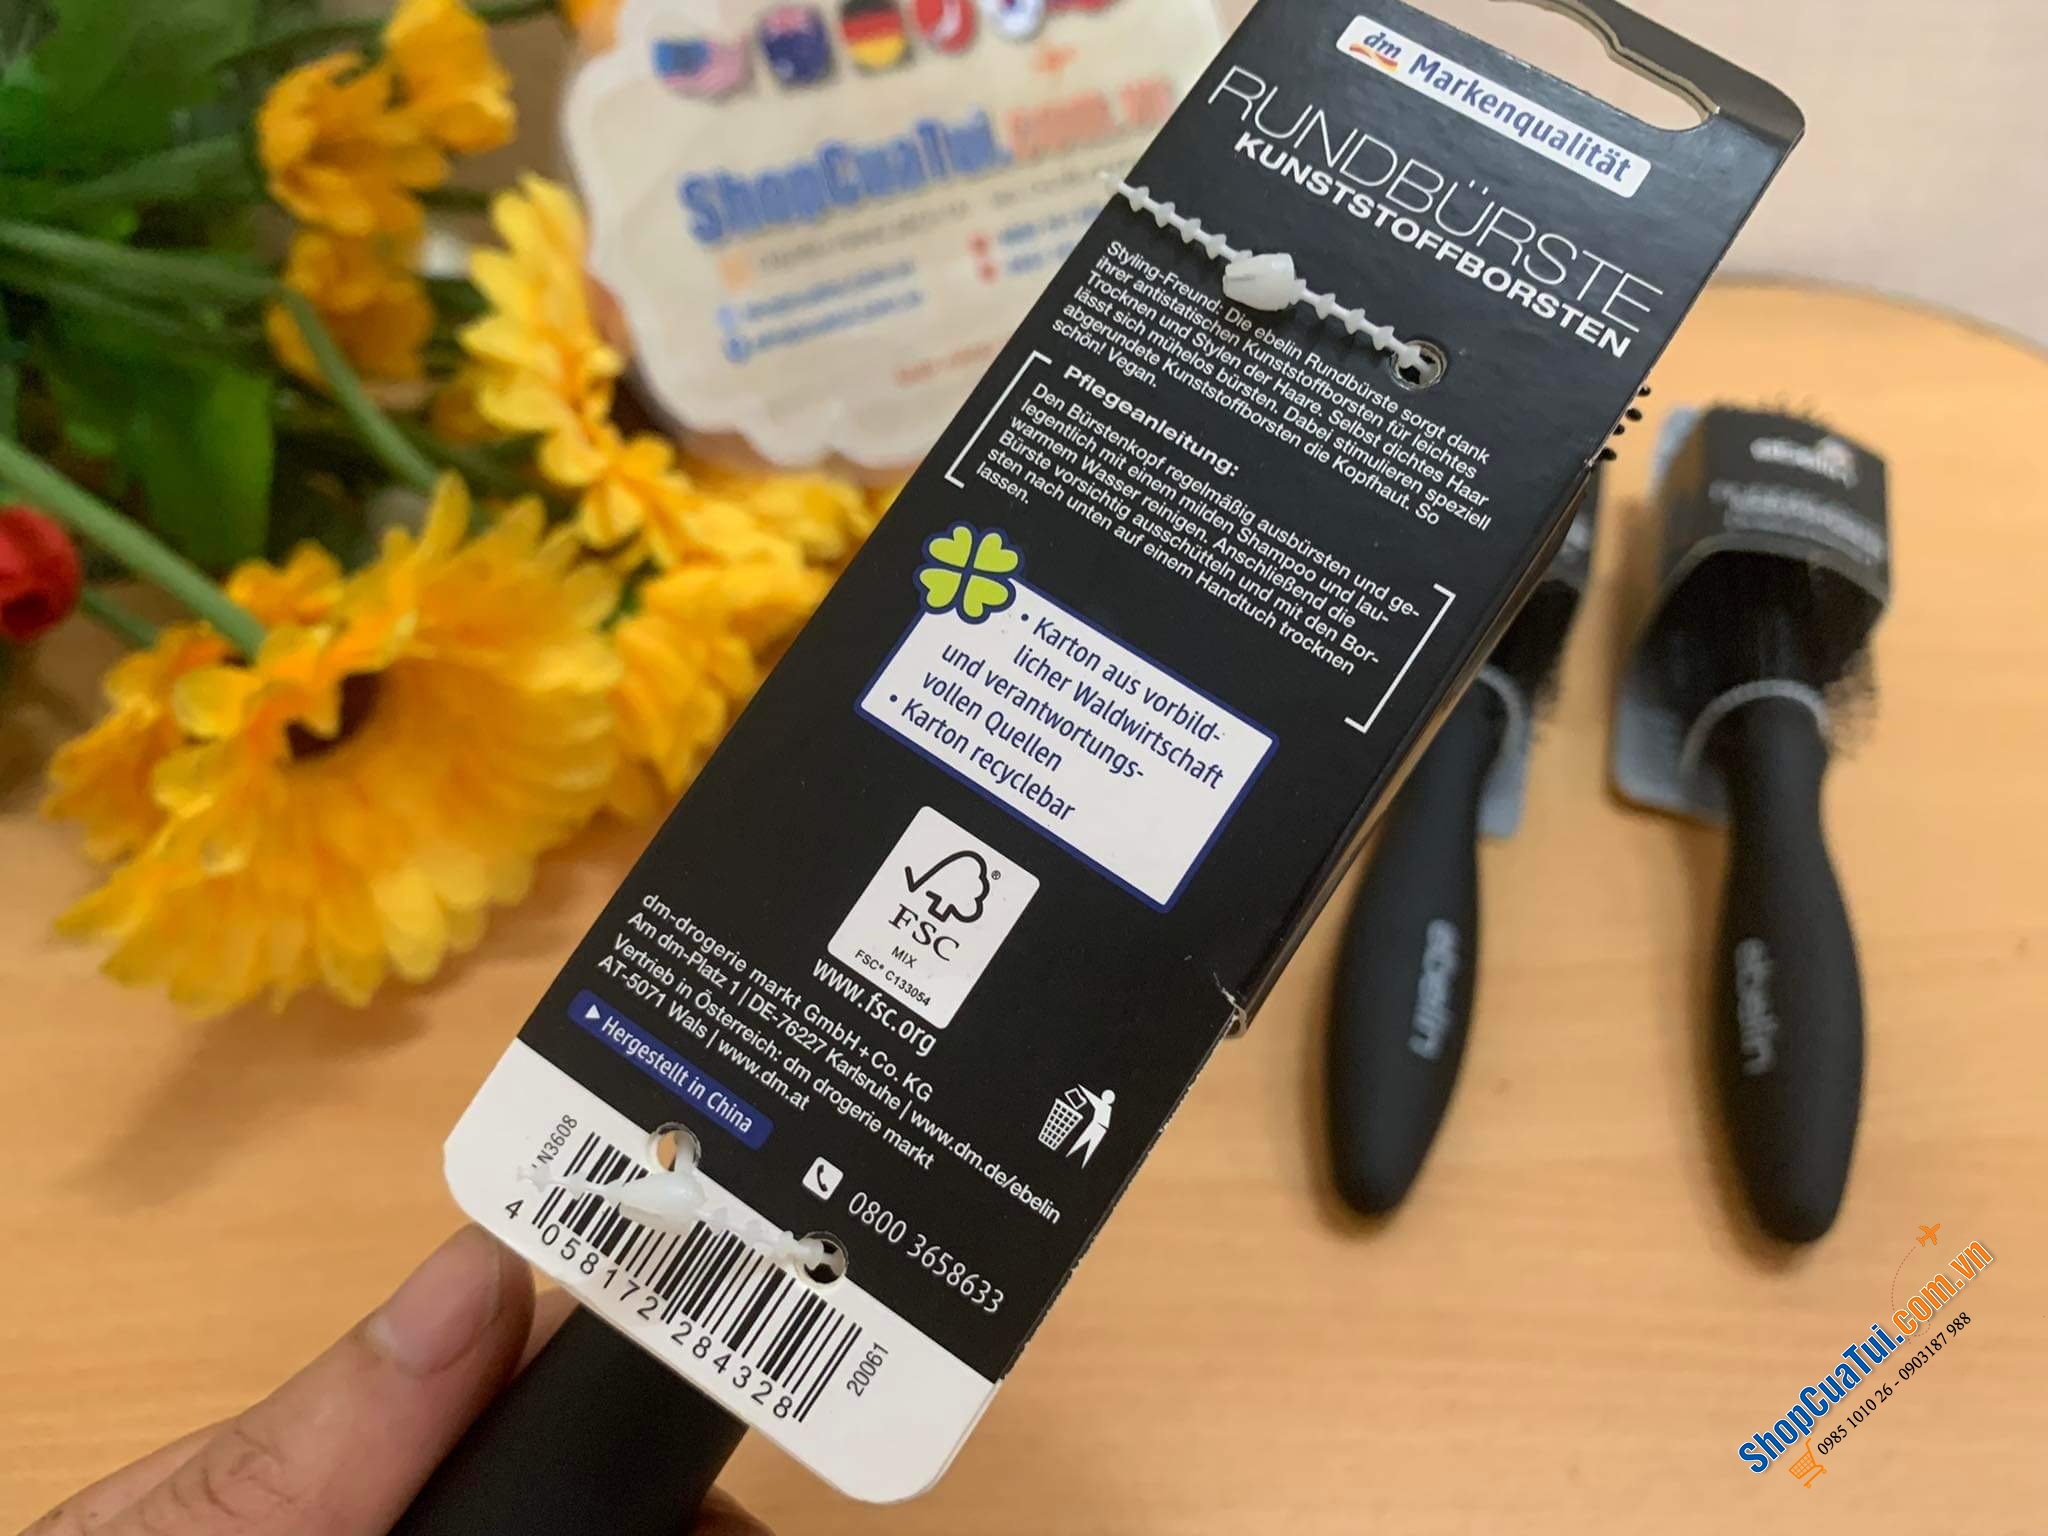 dm Markenqualität
RUNDBÜRSTE
KUNSTSTOFFBORSTEN
Styling-Freund: Die ebelin Rundbürste sorgt dank
ihrer antistatischen Kunststoffborsten für leichtes
Trocknen und Stylen der Haare. Selbst dichtes Haar
lässt sich mühelos bürsten. Dabei stimulieren speziell
abgerundete Kunststoffborsten die Kopfhaut. So
schön! Vegan.
Pflegeanleitung:
Den Bürstenkopf regelmäßig ausbürsten und ge-
legentlich mit einem milden Shampoo und lau-
warmem Wasser reinigen. Anschließend die
Bürste vorsichtig ausschütteln und mit den Bor-
sten nach unten auf einem Handtuch trocknen
lassen.
• Karton aus vorbild-
licher Waldwirtschaft
und verantwortungs-
vollen Quellen
• Karton recyclebar
FSC
MIX
FSC® C133054
www.fsc.org
dm-drogerie markt GmbH + Co. KG
Am dm-Platz 1 | DE-76227 Karlsruhe | www.dm.de/ebelin
Vertrieb in Österreich: dm drogerie markt
AT-5071 Wals | www.dm.at
Hergestellt in China
0800 3658633
LN3608
4 058172 284328
20061
ShopCuaTui.com.vn
ebelin
ebelin
ebelin
ShopCuaTui.com.vn
0985 1010 26 - 0903187 988